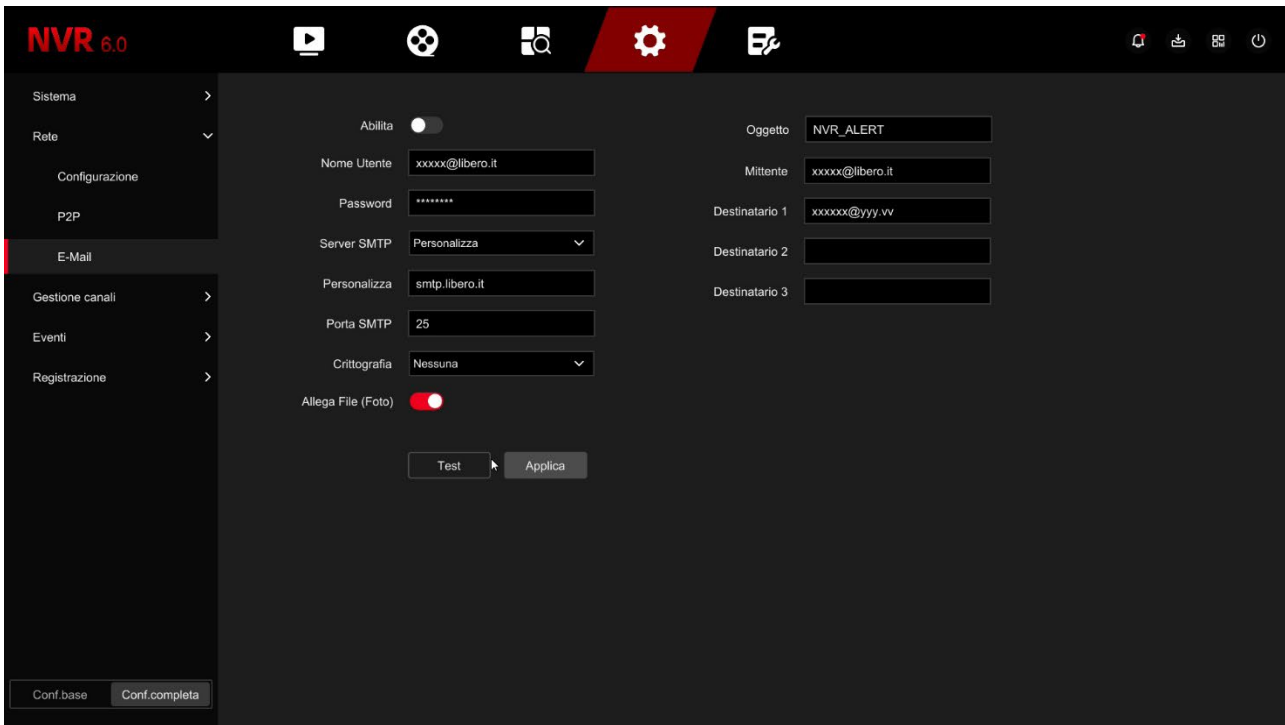 NVR 6.0
Sistema
Rete
Configurazione
P2P
E-Mail
Gestione canali
Eventi
Registrazione
Conf.base
Conf.completa
Abilita
Nome Utente xxxxx@libero.it
Password ********
Server SMTP Personalizza
Personalizza smtp.libero.it
Porta SMTP 25
Crittografia Nessuna
Allega File (Foto)
Test
Applica
Oggetto NVR_ALERT
Mittente xxxxx@libero.it
Destinatario 1 xxxxxx@yyy.vv
Destinatario 2
Destinatario 3